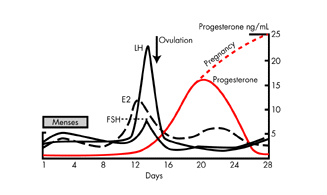 Progesterone ng/mL
25
Ovulation
LH
Pregnancy
20
Progesterone
15
E2
FSH
10
Menses
5
1 4 8 12 16 20 24 28
Days